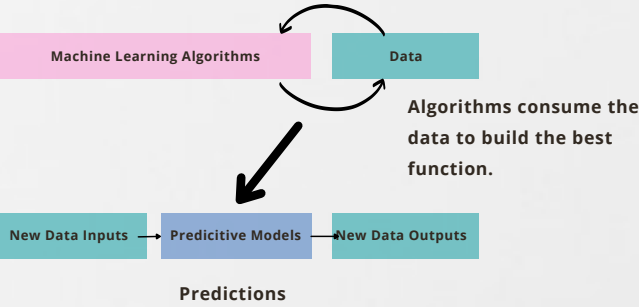 Machine Learning Algorithms
Data
Algorithms consume the
data to build the best
function.
New Data Inputs
Predicitive Models
New Data Outputs
Predictions